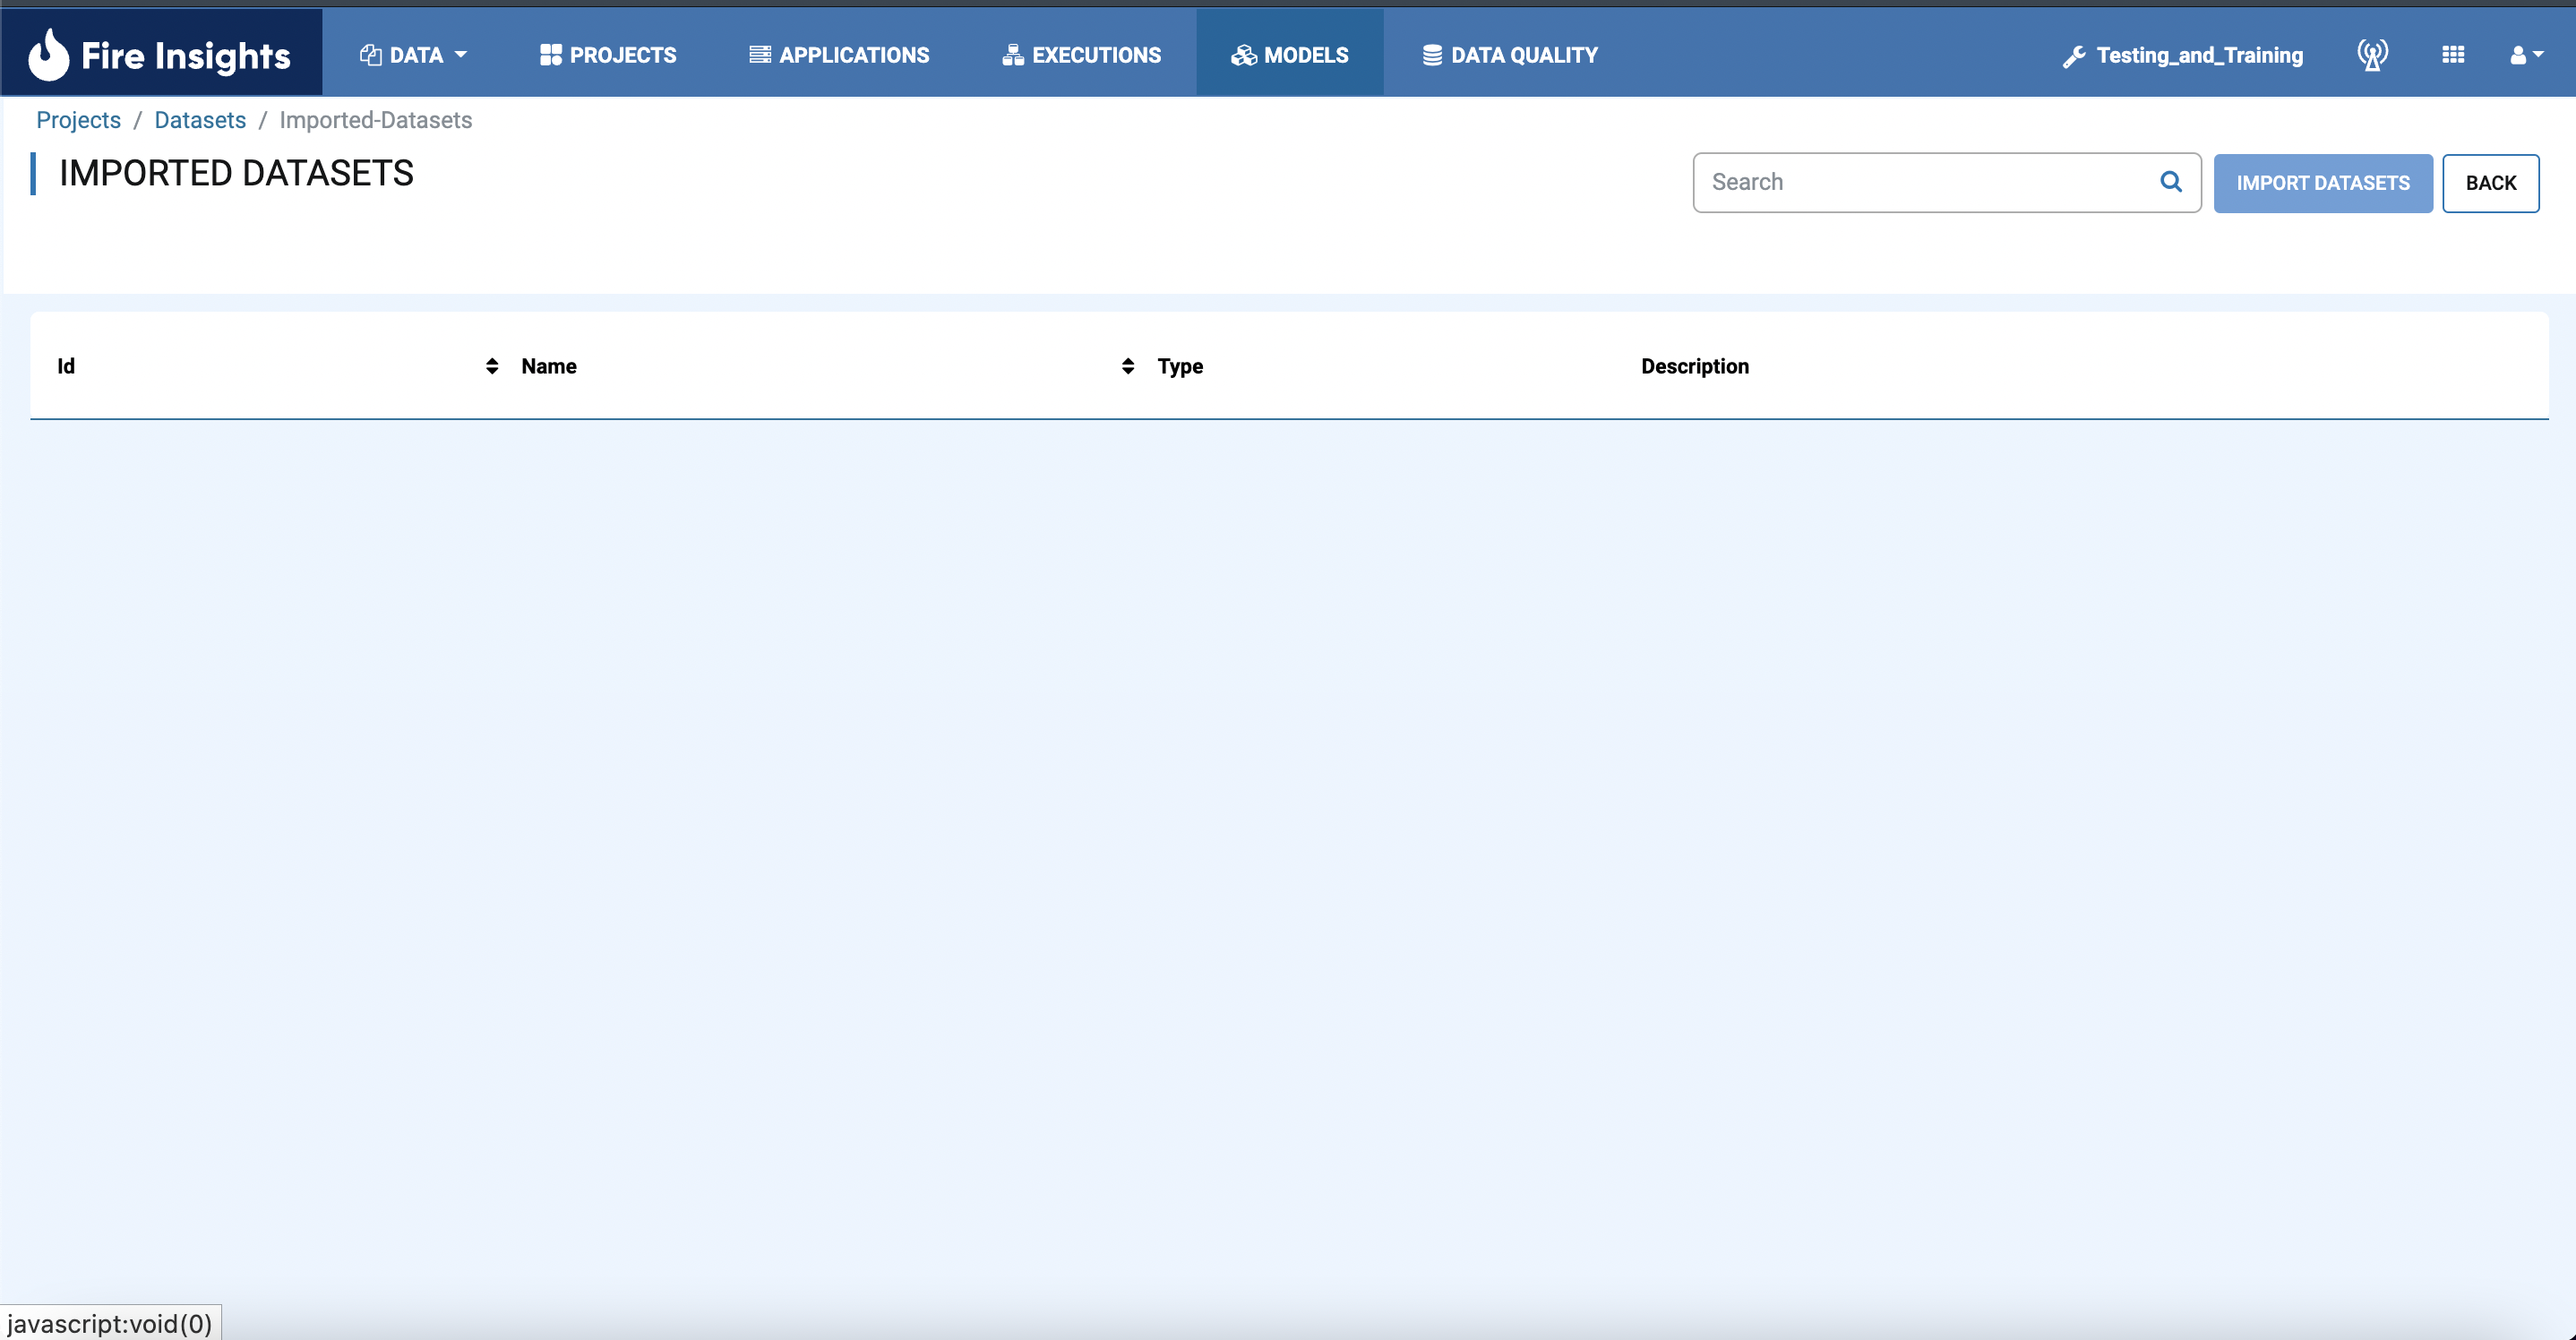 Fire Insights DATA PROJECTS APPLICATIONS EXECUTIONS MODELS DATA QUALITY Testing_and_Training
Projects / Datasets / Imported-Datasets
IMPORTED DATASETS
Search IMPORT DATASETS BACK
Id Name Type Description
javascript:void(0)